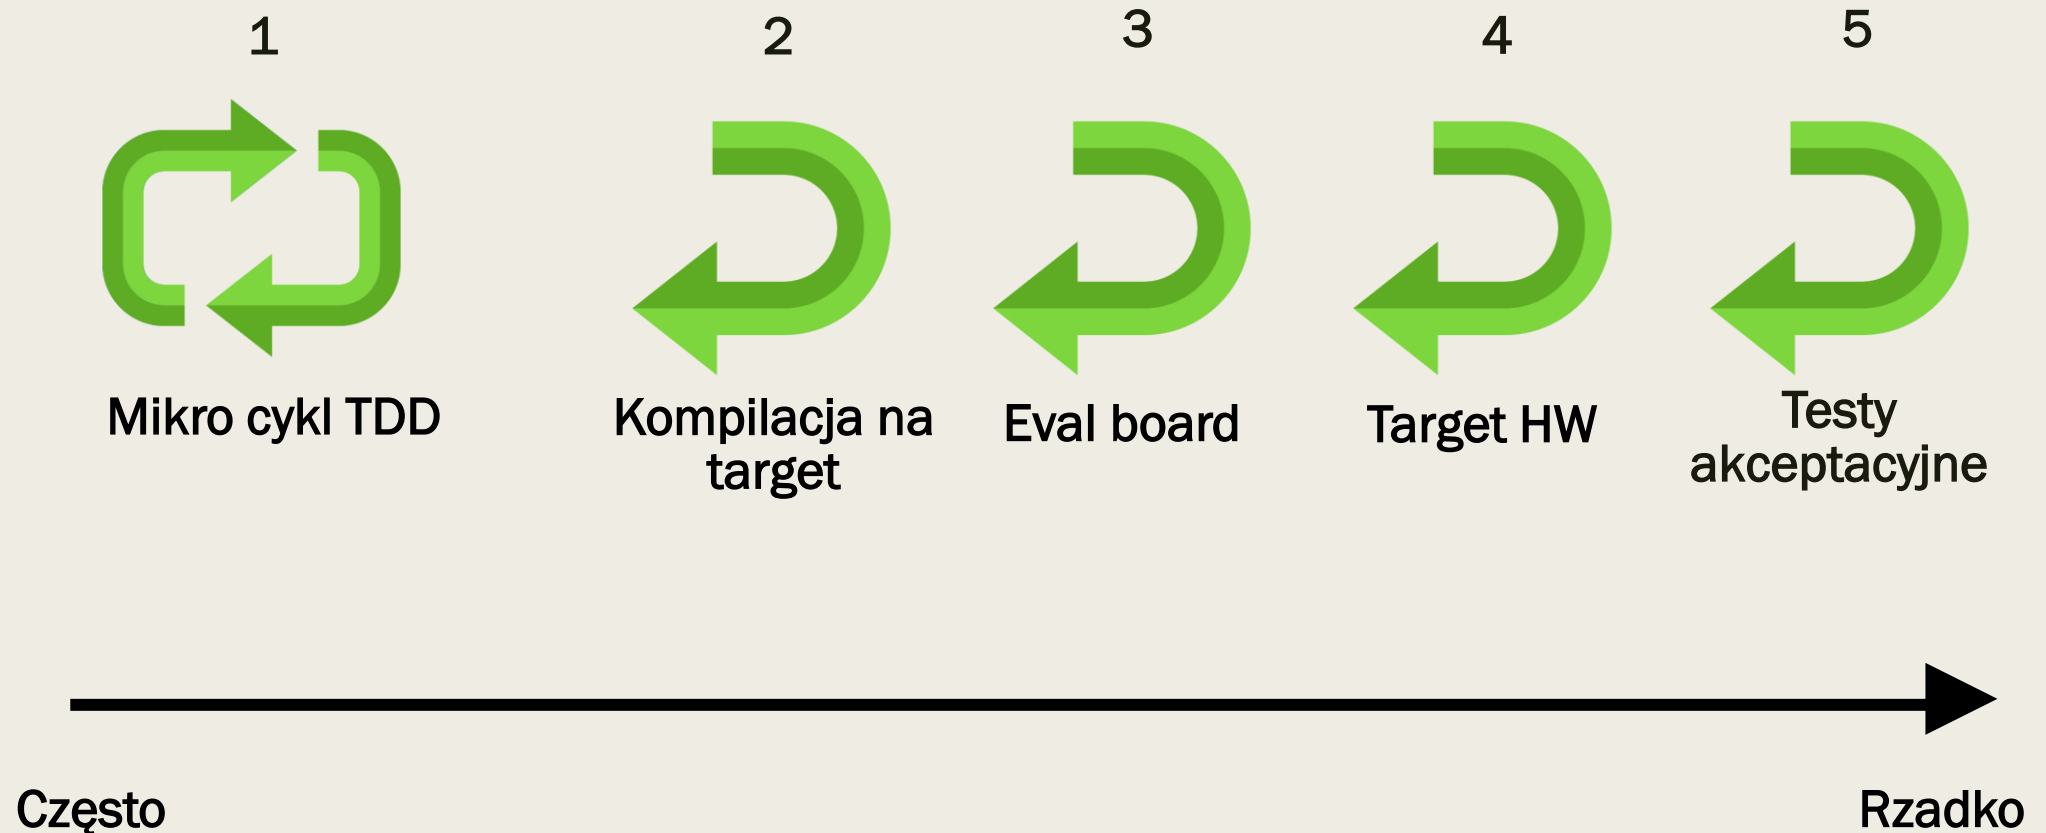 1
2
3
4
5
Mikro cykl TDD
Kompilacja na
target
Eval board
Target HW
Testy
akceptacyjne
Często
Rzadko